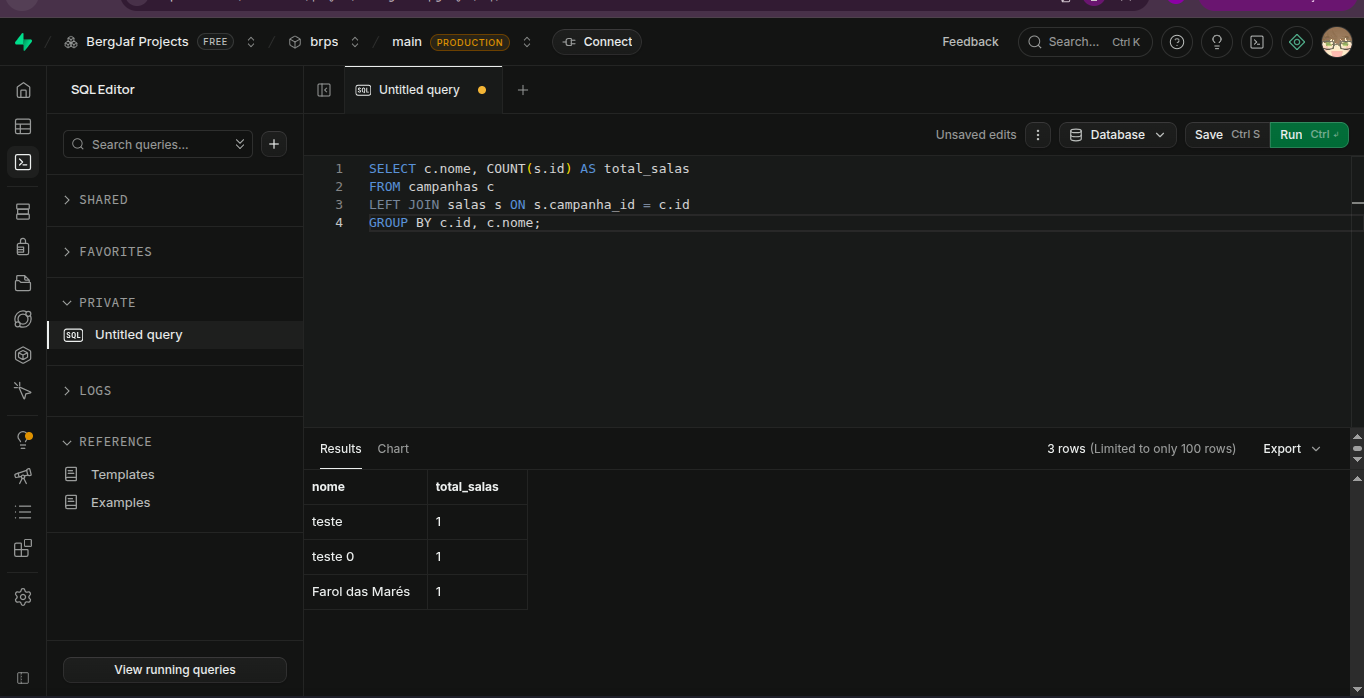 BergJaf Projects FREE / brps / main PRODUCTION Connect Feedback Search... Ctrl K
SQL Editor
SQL Untitled query
Search queries...
Unsaved edits Database Save Ctrl S Run Ctrl ↵
SHARED
FAVORITES
PRIVATE
SQL Untitled query
LOGS
REFERENCE
Templates
Examples
View running queries
1 SELECT c.nome, COUNT(s.id) AS total_salas
2 FROM campanhas c
3 LEFT JOIN salas s ON s.campanha_id = c.id
4 GROUP BY c.id, c.nome;
Results Chart 3 rows (Limited to only 100 rows) Export
nome total_salas
teste 1
teste 0 1
Farol das Marés 1